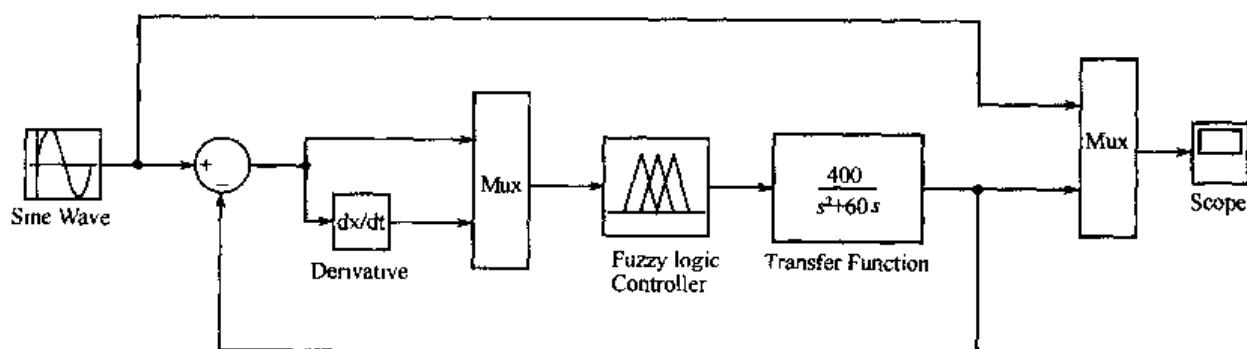 Sine Wave
+
−
dx/dt
Derivative
Mux
Fuzzy logic
Controller
400
s²+60s
Transfer Function
Mux
Scope